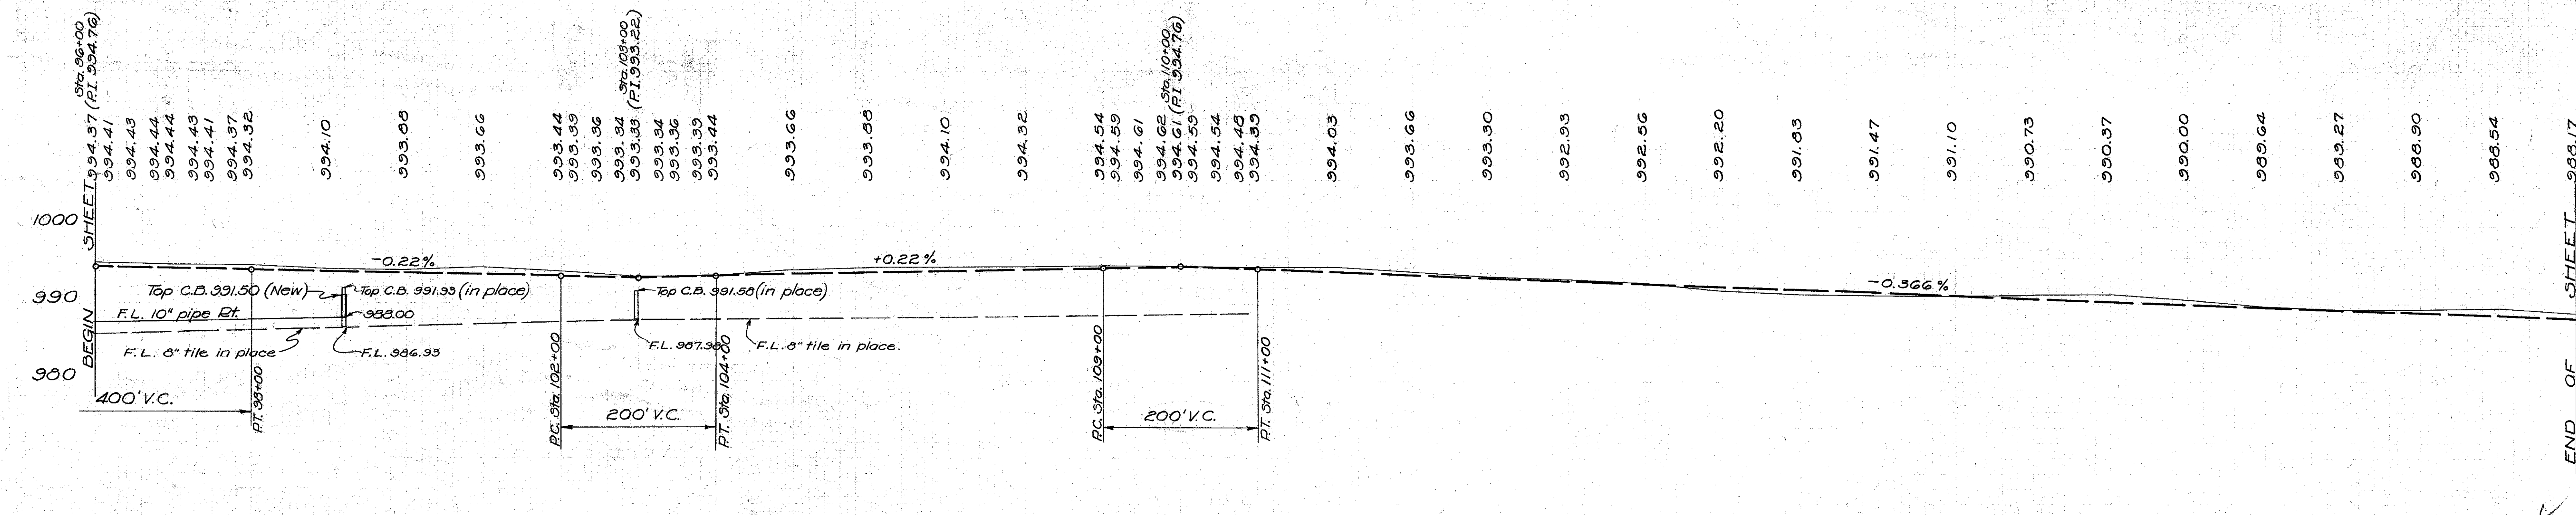 Sta. 96+00
(P.I. 994.76)
Sta. 103+00
(P.I. 993.22)
Sta. 110+00
(P.I 994.76)
994.37
994.41
994.43
994.44
994.44
994.43
994.41
994.37
994.32
994.10
993.88
993.66
993.44
993.39
993.36
993.34
993.33
993.34
993.36
993.39
993.44
993.66
993.88
994.10
994.32
994.54
994.59
994.61
994.62
994.61
994.59
994.54
994.48
994.39
994.03
993.66
993.30
992.93
992.56
992.20
991.83
991.47
991.10
990.73
990.37
990.00
989.64
989.27
988.90
988.54
988.17
1000
990
980
BEGIN SHEET
-0.22%
+0.22%
-0.366%
Top C.B. 991.50 (New)
Top C.B. 991.93 (in place)
Top C.B. 991.58 (in place)
F.L. 10" pipe Rt.
988.00
F.L. 8" tile in place
F.L. 986.93
F.L. 987.98
F.L. 8" tile in place.
400' V.C.
P.T. 98+00
P.C. Sta. 102+00
200' V.C.
P.T. Sta. 104+00
P.C. Sta. 109+00
200' V.C.
P.T. Sta. 111+00
END OF SHEET